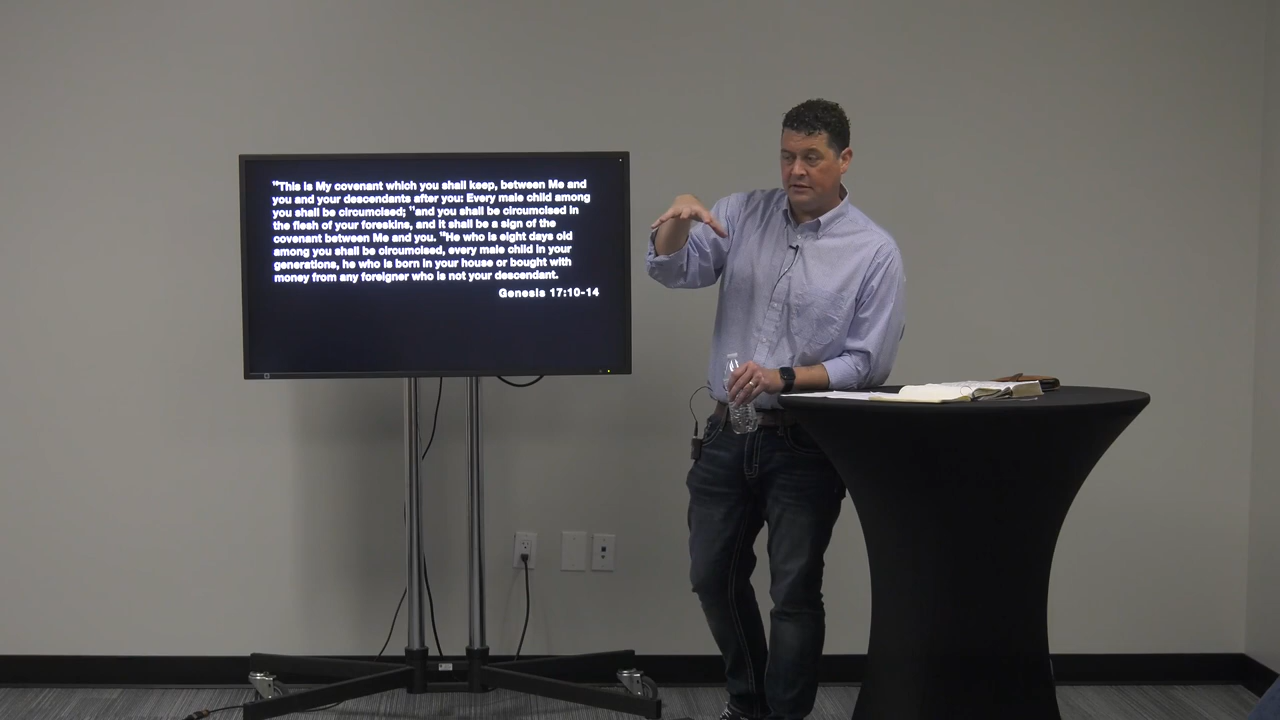 "This is My covenant which you shall keep, between Me and
you and your descendants after you: Every male child among
you shall be circumcised; "and you shall be circumcised in
the flesh of your foreskins, and it shall be a sign of the
covenant between Me and you. "He who is eight days old
among you shall be circumcised, every male child in your
generations, he who is born in your house or bought with
money from any foreigner who is not your descendant.
Genesis 17:10-14